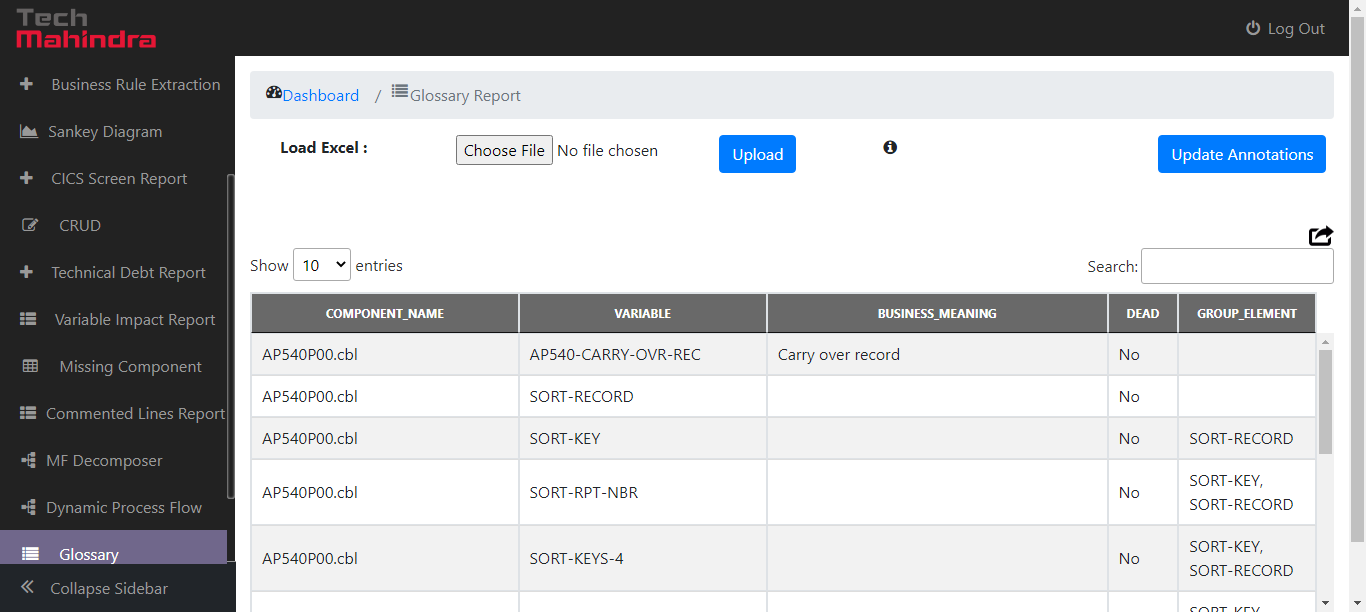 Tech
Mahindra
Log Out
Business Rule Extraction
Sankey Diagram
CICS Screen Report
CRUD
Technical Debt Report
Variable Impact Report
Missing Component
Commented Lines Report
MF Decomposer
Dynamic Process Flow
Glossary
Collapse Sidebar
Dashboard / Glossary Report
Load Excel : Choose File No file chosen Upload Update Annotations
Show 10 entries Search:
COMPONENT_NAME VARIABLE BUSINESS_MEANING DEAD GROUP_ELEMENT
AP540P00.cbl AP540-CARRY-OVR-REC Carry over record No
AP540P00.cbl SORT-RECORD No
AP540P00.cbl SORT-KEY No SORT-RECORD
AP540P00.cbl SORT-RPT-NBR No SORT-KEY,
SORT-RECORD
AP540P00.cbl SORT-KEYS-4 No SORT-KEY,
SORT-RECORD
SORT-KEY,